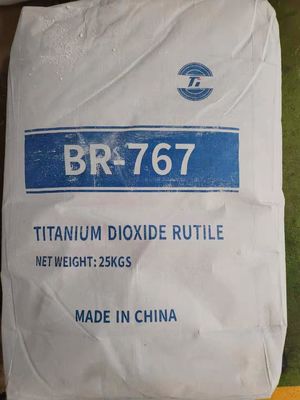 BR-767
TITANIUM DIOXIDE RUTILE
NET WEIGHT: 25KGS
MADE IN CHINA